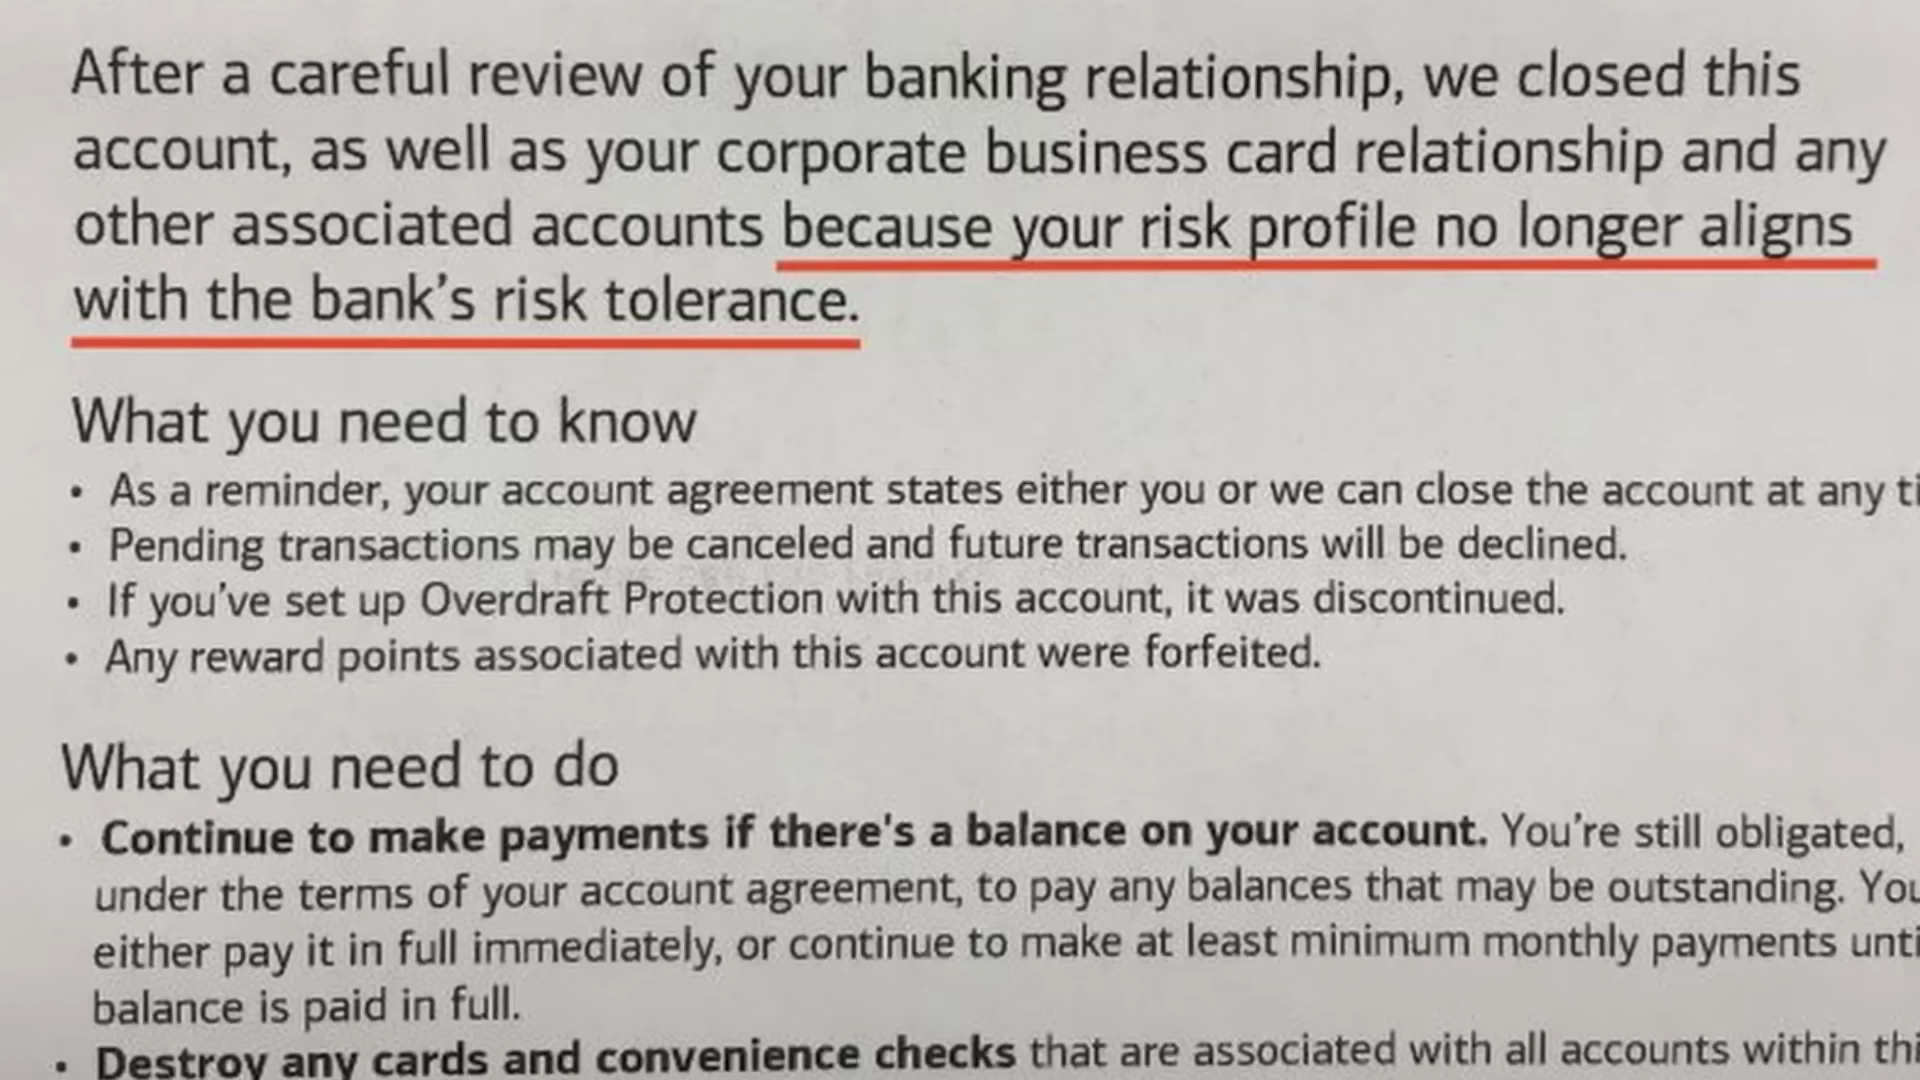 After a careful review of your banking relationship, we closed this
account, as well as your corporate business card relationship and any
other associated accounts because your risk profile no longer aligns
with the bank's risk tolerance.
What you need to know
• As a reminder, your account agreement states either you or we can close the account at any
• Pending transactions may be canceled and future transactions will be declined.
• If you've set up Overdraft Protection with this account, it was discontinued.
• Any reward points associated with this account were forfeited.
What you need to do
• Continue to make payments if there's a balance on your account. You're still obligated,
under the terms of your account agreement, to pay any balances that may be outstanding.
either pay it in full immediately, or continue to make at least minimum monthly payments
balance is paid in full.
• Destroy any cards and convenience checks that are associated with all accounts within